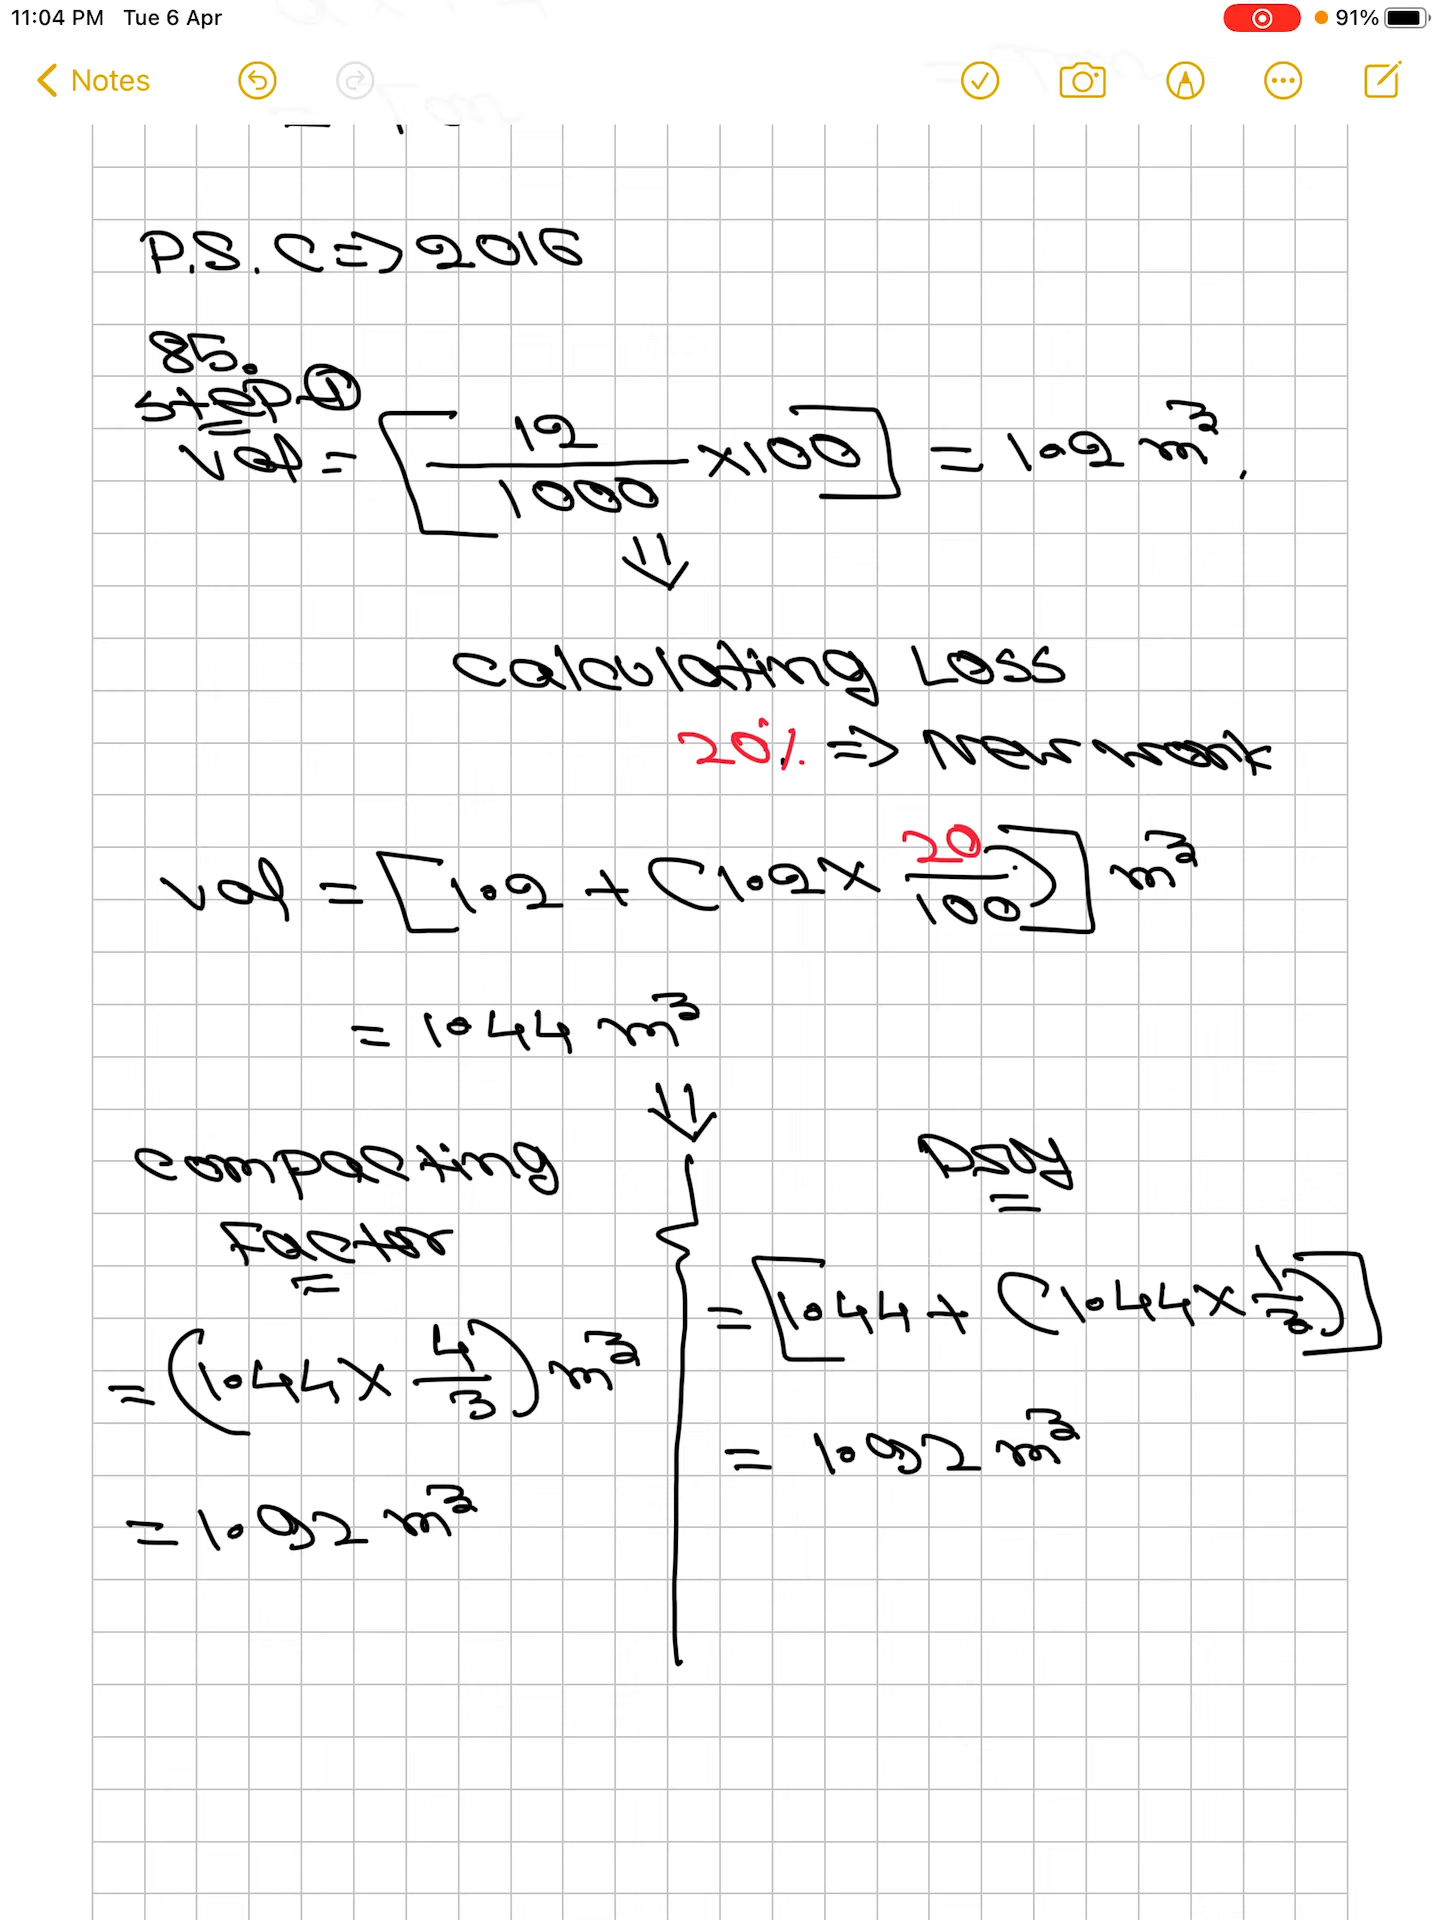 11:04 PM Tue 6 Apr 91%
Notes
P.S.C => 2016
85.
Step-1
Vol = [12/1000 × 100] = 1.2 m³.
Calculating Loss
20% => New work
Vol = [1.2 + (1.2 × 20/100)] m³
= 1.44 m³
Compacting
Factor
= (1.44 × 4/3) m³
= 1.92 m³
Dry
= [1.44 + (1.44 × 1/3)]
= 1.92 m³